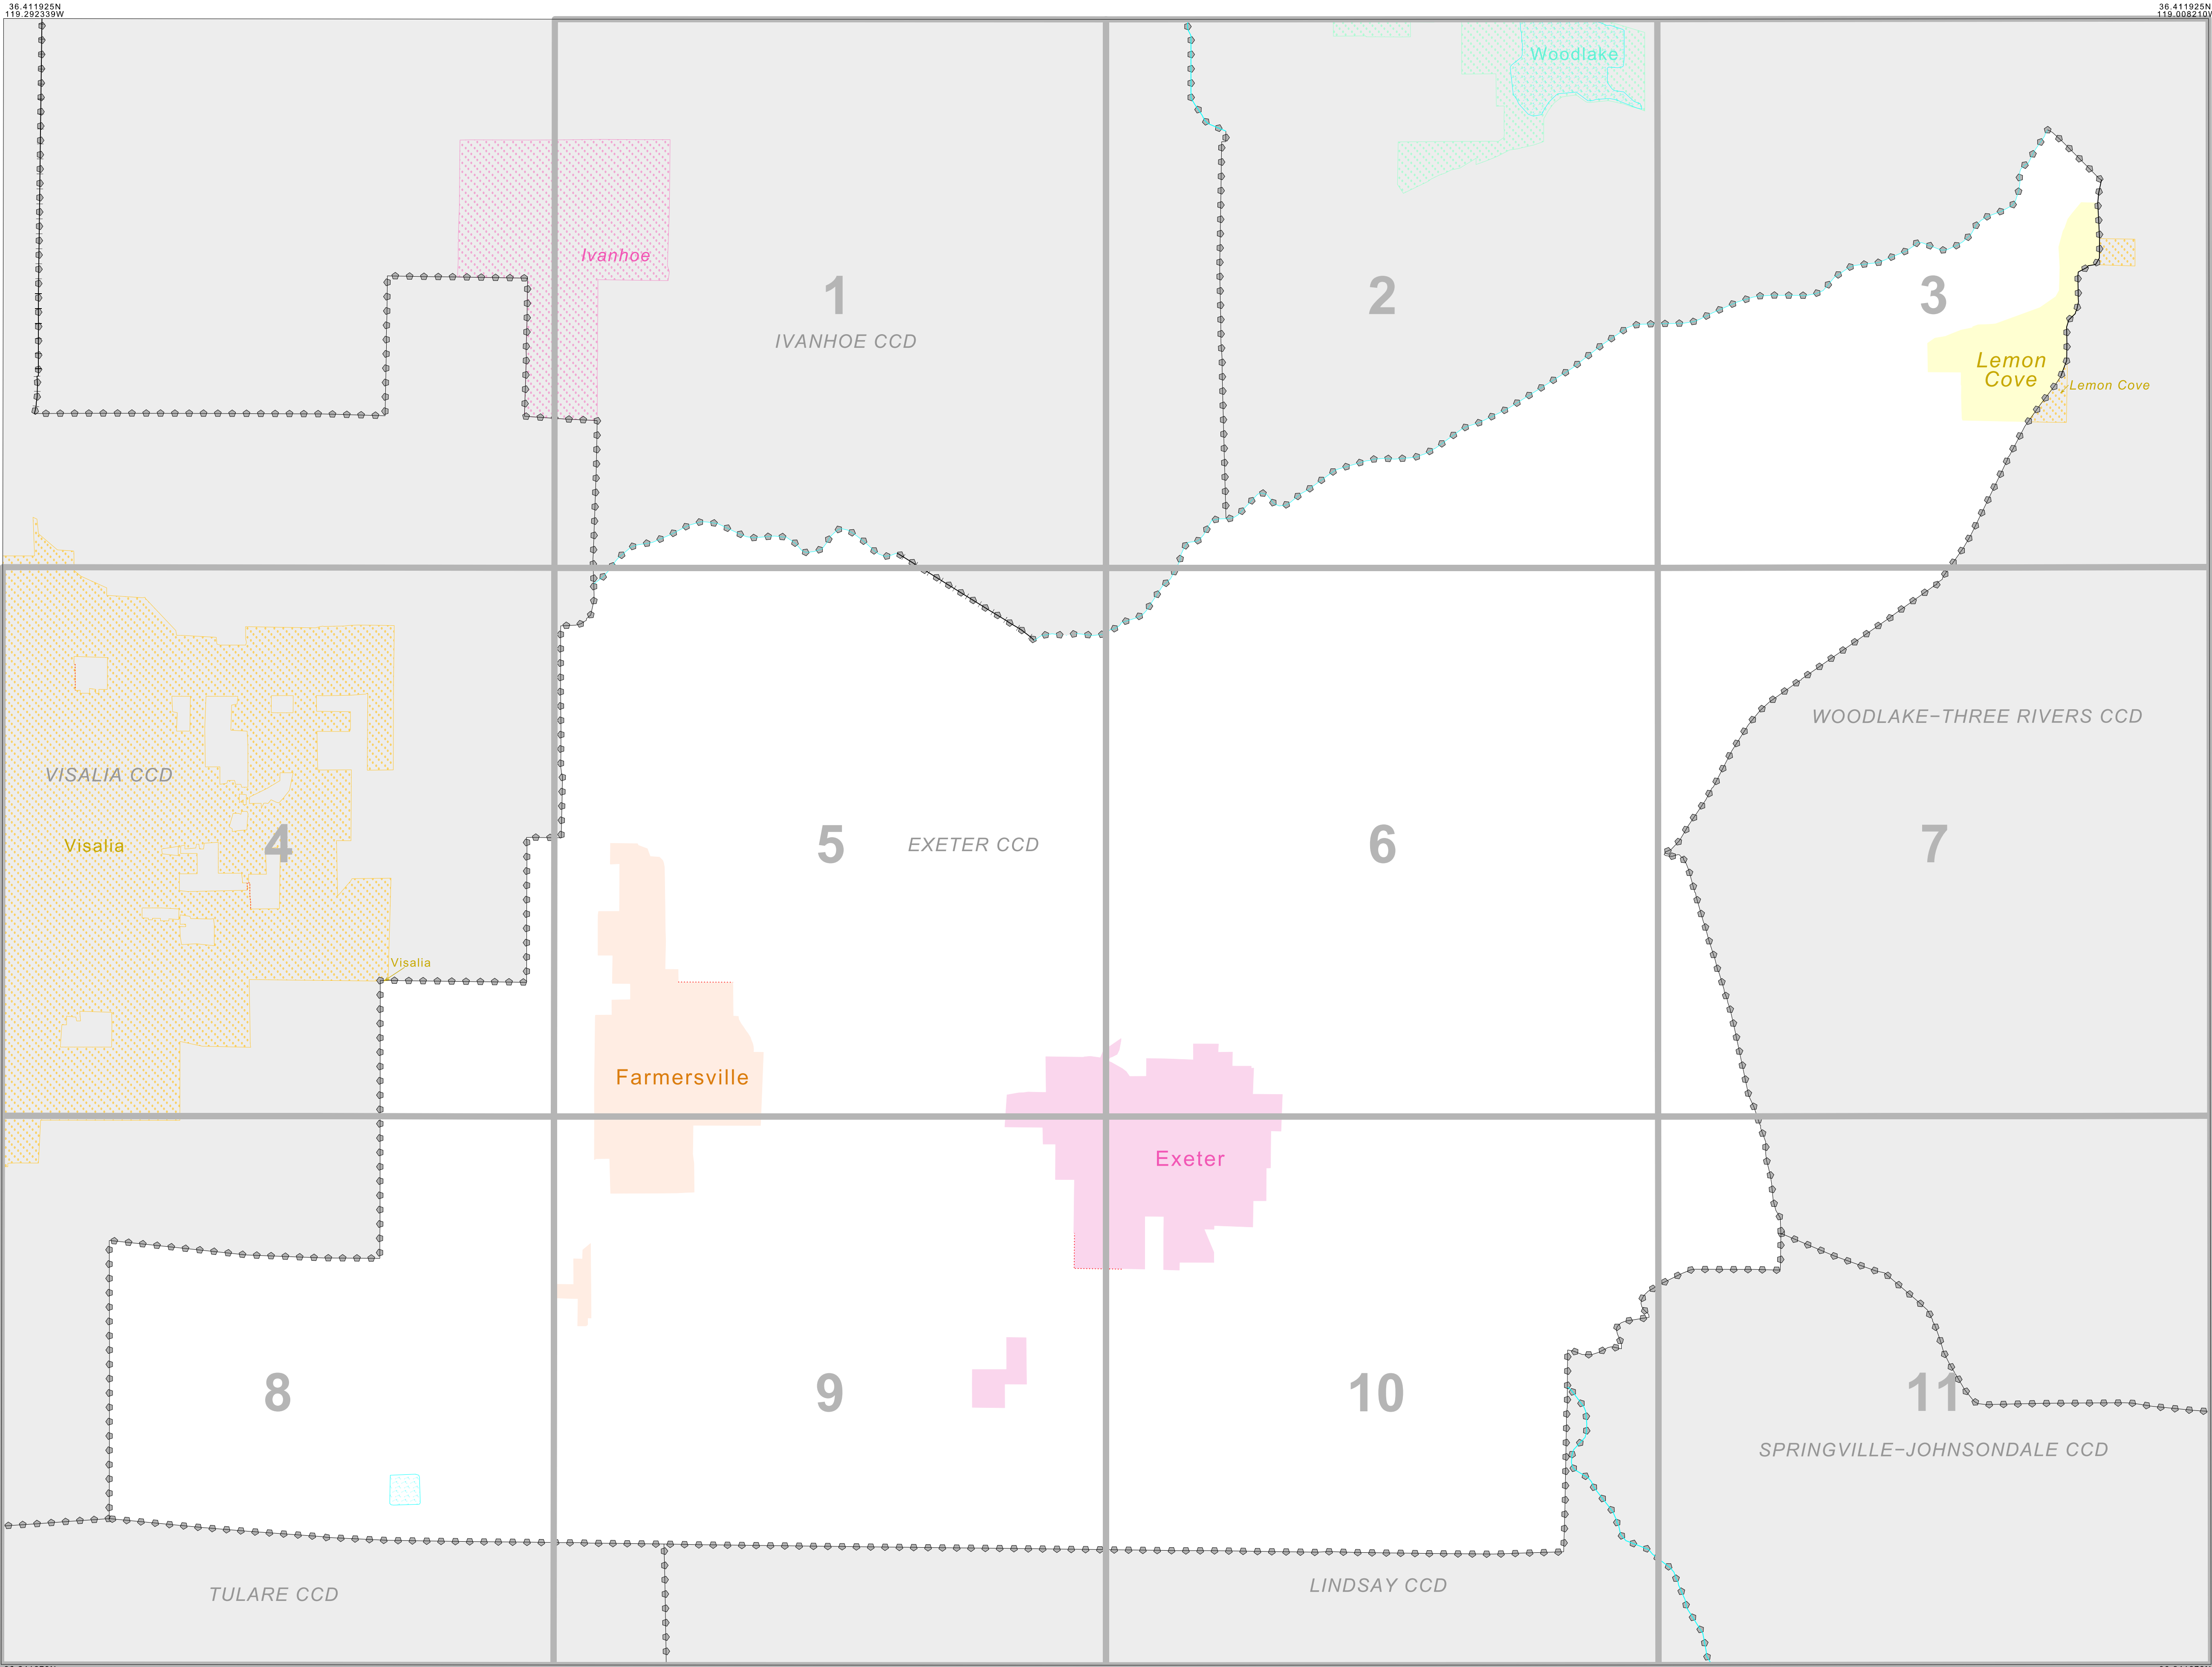 36.411925N
119.292339W
36.411925N
119.008210W
Woodlake
Ivanhoe
1
2
3
IVANHOE CCD
Lemon
Cove
Lemon Cove
WOODLAKE-THREE RIVERS CCD
VISALIA CCD
Visalia
4
5
EXETER CCD
6
7
Visalia
Farmersville
Exeter
8
9
10
11
SPRINGVILLE-JOHNSONDALE CCD
TULARE CCD
LINDSAY CCD